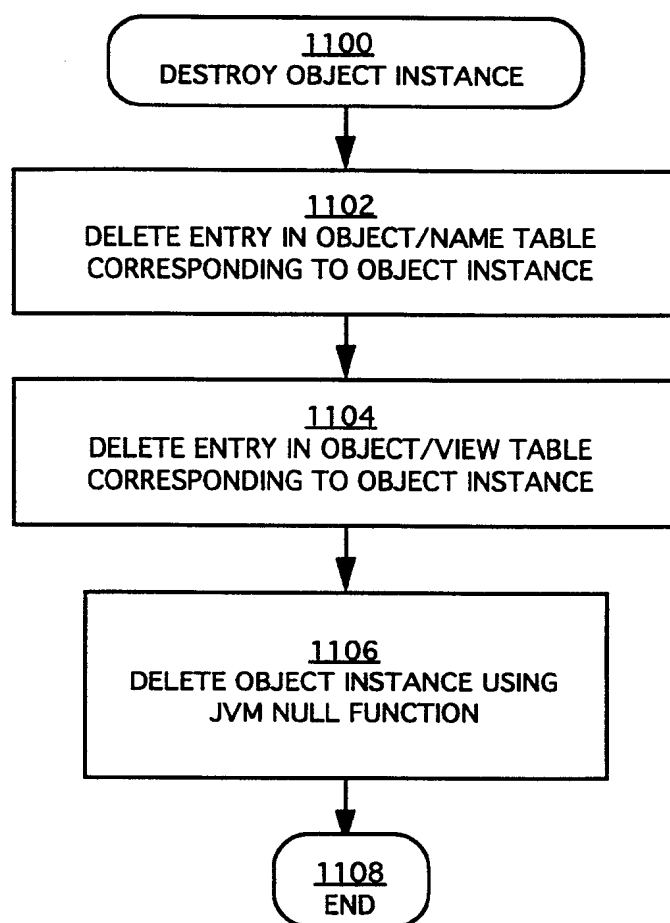 1100
DESTROY OBJECT INSTANCE
1102
DELETE ENTRY IN OBJECT/NAME TABLE
CORRESPONDING TO OBJECT INSTANCE
1104
DELETE ENTRY IN OBJECT/VIEW TABLE
CORRESPONDING TO OBJECT INSTANCE
1106
DELETE OBJECT INSTANCE USING
JVM NULL FUNCTION
1108
END